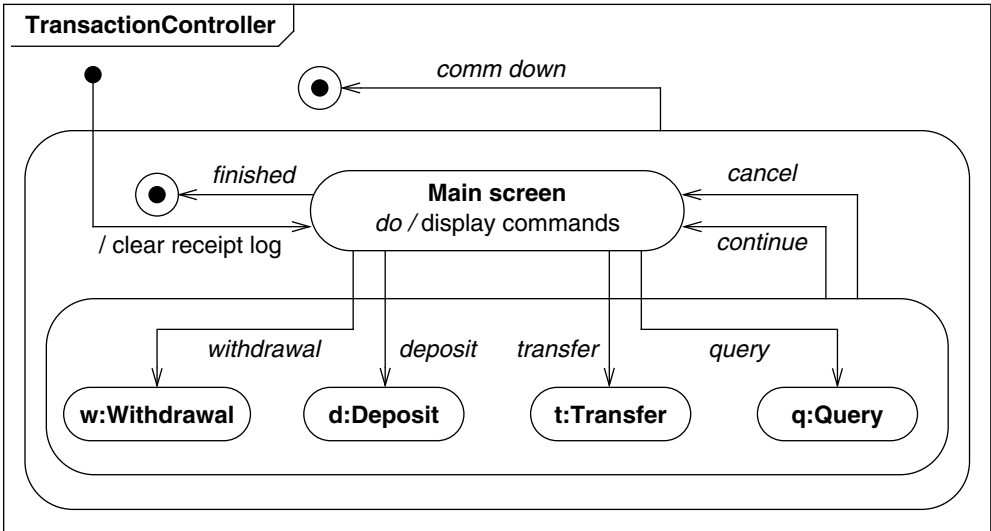 TransactionController
comm down
finished
Main screen
do / display commands
cancel
/ clear receipt log
continue
withdrawal
deposit
transfer
query
w:Withdrawal
d:Deposit
t:Transfer
q:Query